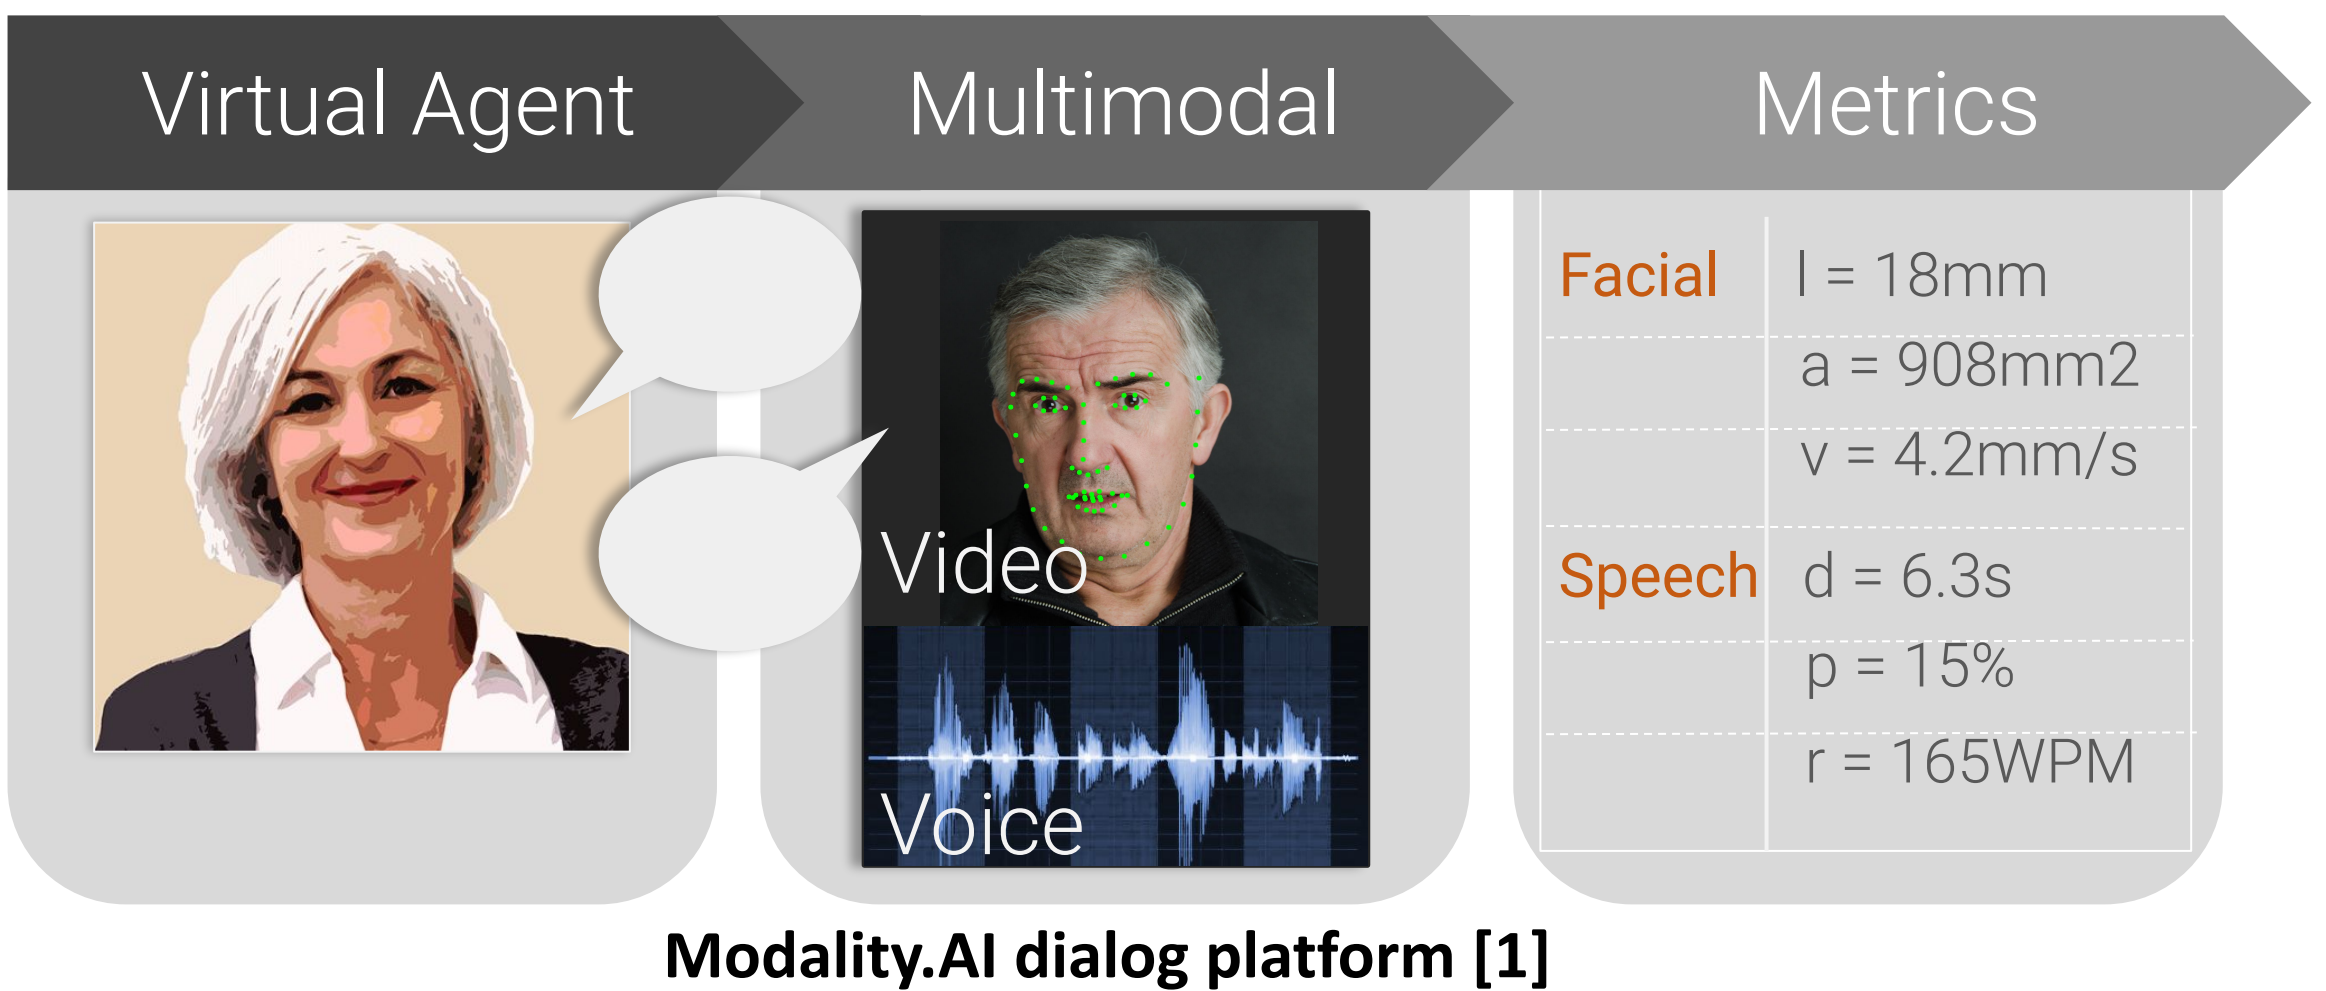 Virtual Agent
Multimodal
Metrics
Video
Voice
Facial
l = 18mm
a = 908mm2
v = 4.2mm/s
Speech
d = 6.3s
p = 15%
r = 165WPM
Modality.AI dialog platform [1]